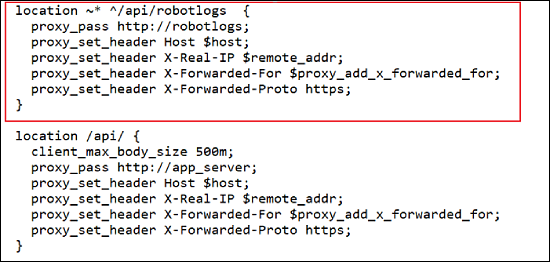 location ~* ^/api/robotlogs  {
  proxy_pass http://robotlogs;
  proxy_set_header Host $host;
  proxy_set_header X-Real-IP $remote_addr;
  proxy_set_header X-Forwarded-For $proxy_add_x_forwarded_for;
  proxy_set_header X-Forwarded-Proto https;
}
location /api/ {
  client_max_body_size 500m;
  proxy_pass http://app_server;
  proxy_set_header Host $host;
  proxy_set_header X-Real-IP $remote_addr;
  proxy_set_header X-Forwarded-For $proxy_add_x_forwarded_for;
  proxy_set_header X-Forwarded-Proto https;
}